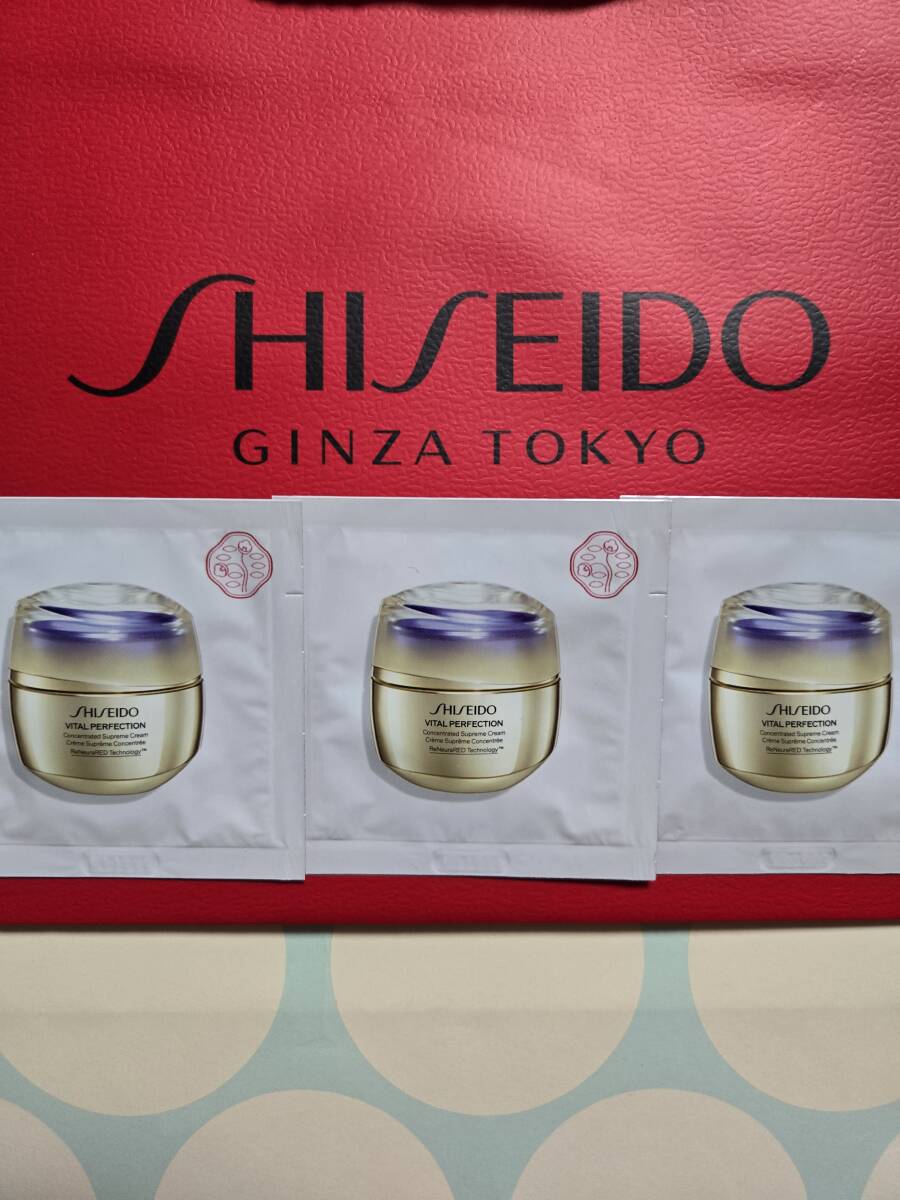 SHISEIDO
GINZA TOKYO
SHISEIDO
VITAL PERFECTION
Concentrated Supreme Cream
Crème Suprême Concentrée
ReNeuraRED Technology™
SHISEIDO
VITAL PERFECTION
Concentrated Supreme Cream
Crème Suprême Concentrée
ReNeuraRED Technology™
SHISEIDO
VITAL PERFECTION
Concentrated Supreme Cream
Crème Suprême Concentrée
ReNeuraRED Technology™